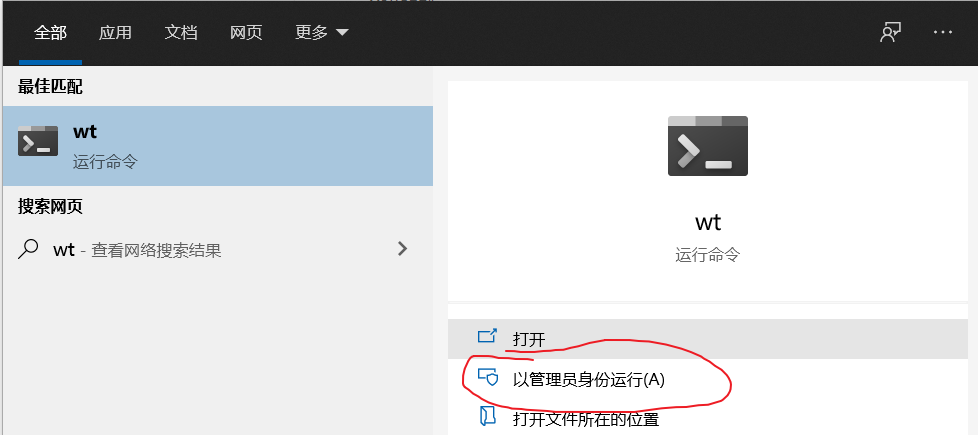 全部 应用 文档 网页 更多
最佳匹配
wt
运行命令
搜索网页
wt - 查看网络搜索结果
wt
运行命令
打开
以管理员身份运行(A)
打开文件所在的位置